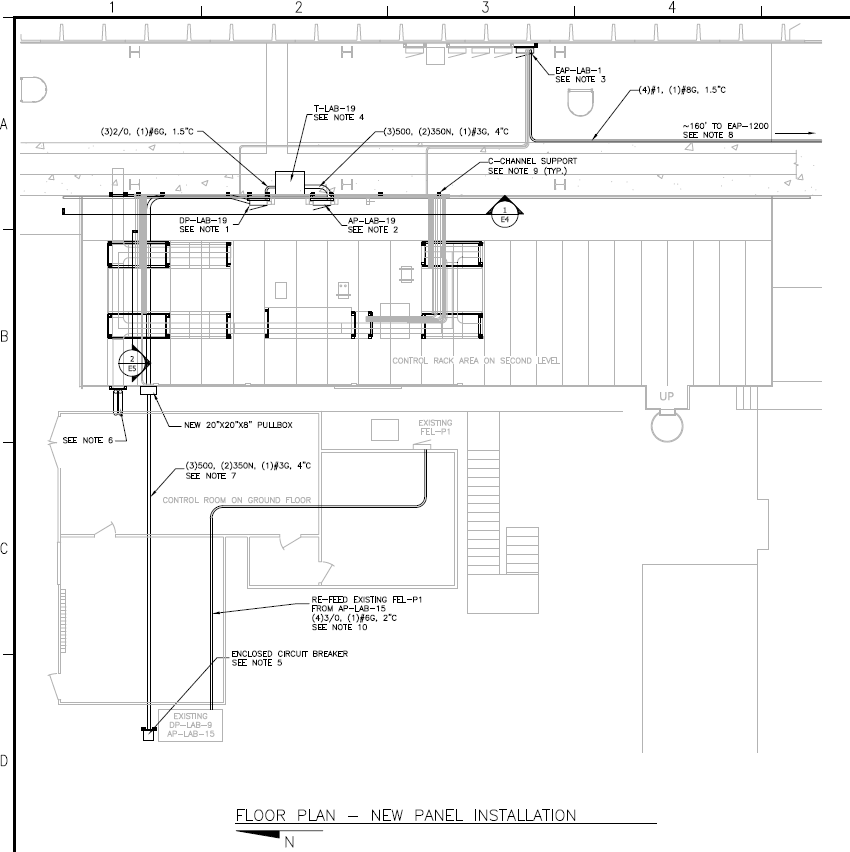 1 2 3 4
A
B
C
D
H H H
EAP-LAB-1
SEE NOTE 3
(4)#1, (1)#8G, 1.5"C
T-LAB-19
SEE NOTE 4
(3)2/0, (1)#6G, 1.5"C
(3)500, (2)350N, (1)#3G, 4"C
~160' TO EAP-1200
SEE NOTE 8
C-CHANNEL SUPPORT
SEE NOTE 9 (TYP.)
H H H
DP-LAB-19
SEE NOTE 1
AP-LAB-19
SEE NOTE 2
1
E4
2
E5
CONTROL RACK AREA ON SECOND LEVEL
UP
NEW 20"X20"X8" PULLBOX
SEE NOTE 6
EXISTING
FEL-P1
(3)500, (2)350N, (1)#3G, 4"C
SEE NOTE 7
CONTROL ROOM ON GROUND FLOOR
RE-FEED EXISTING FEL-P1
FROM AP-LAB-15
(4)3/0, (1)#6G, 2"C
SEE NOTE 10
ENCLOSED CIRCUIT BREAKER
SEE NOTE 5
EXISTING
DP-LAB-9
AP-LAB-15
FLOOR PLAN - NEW PANEL INSTALLATION
N